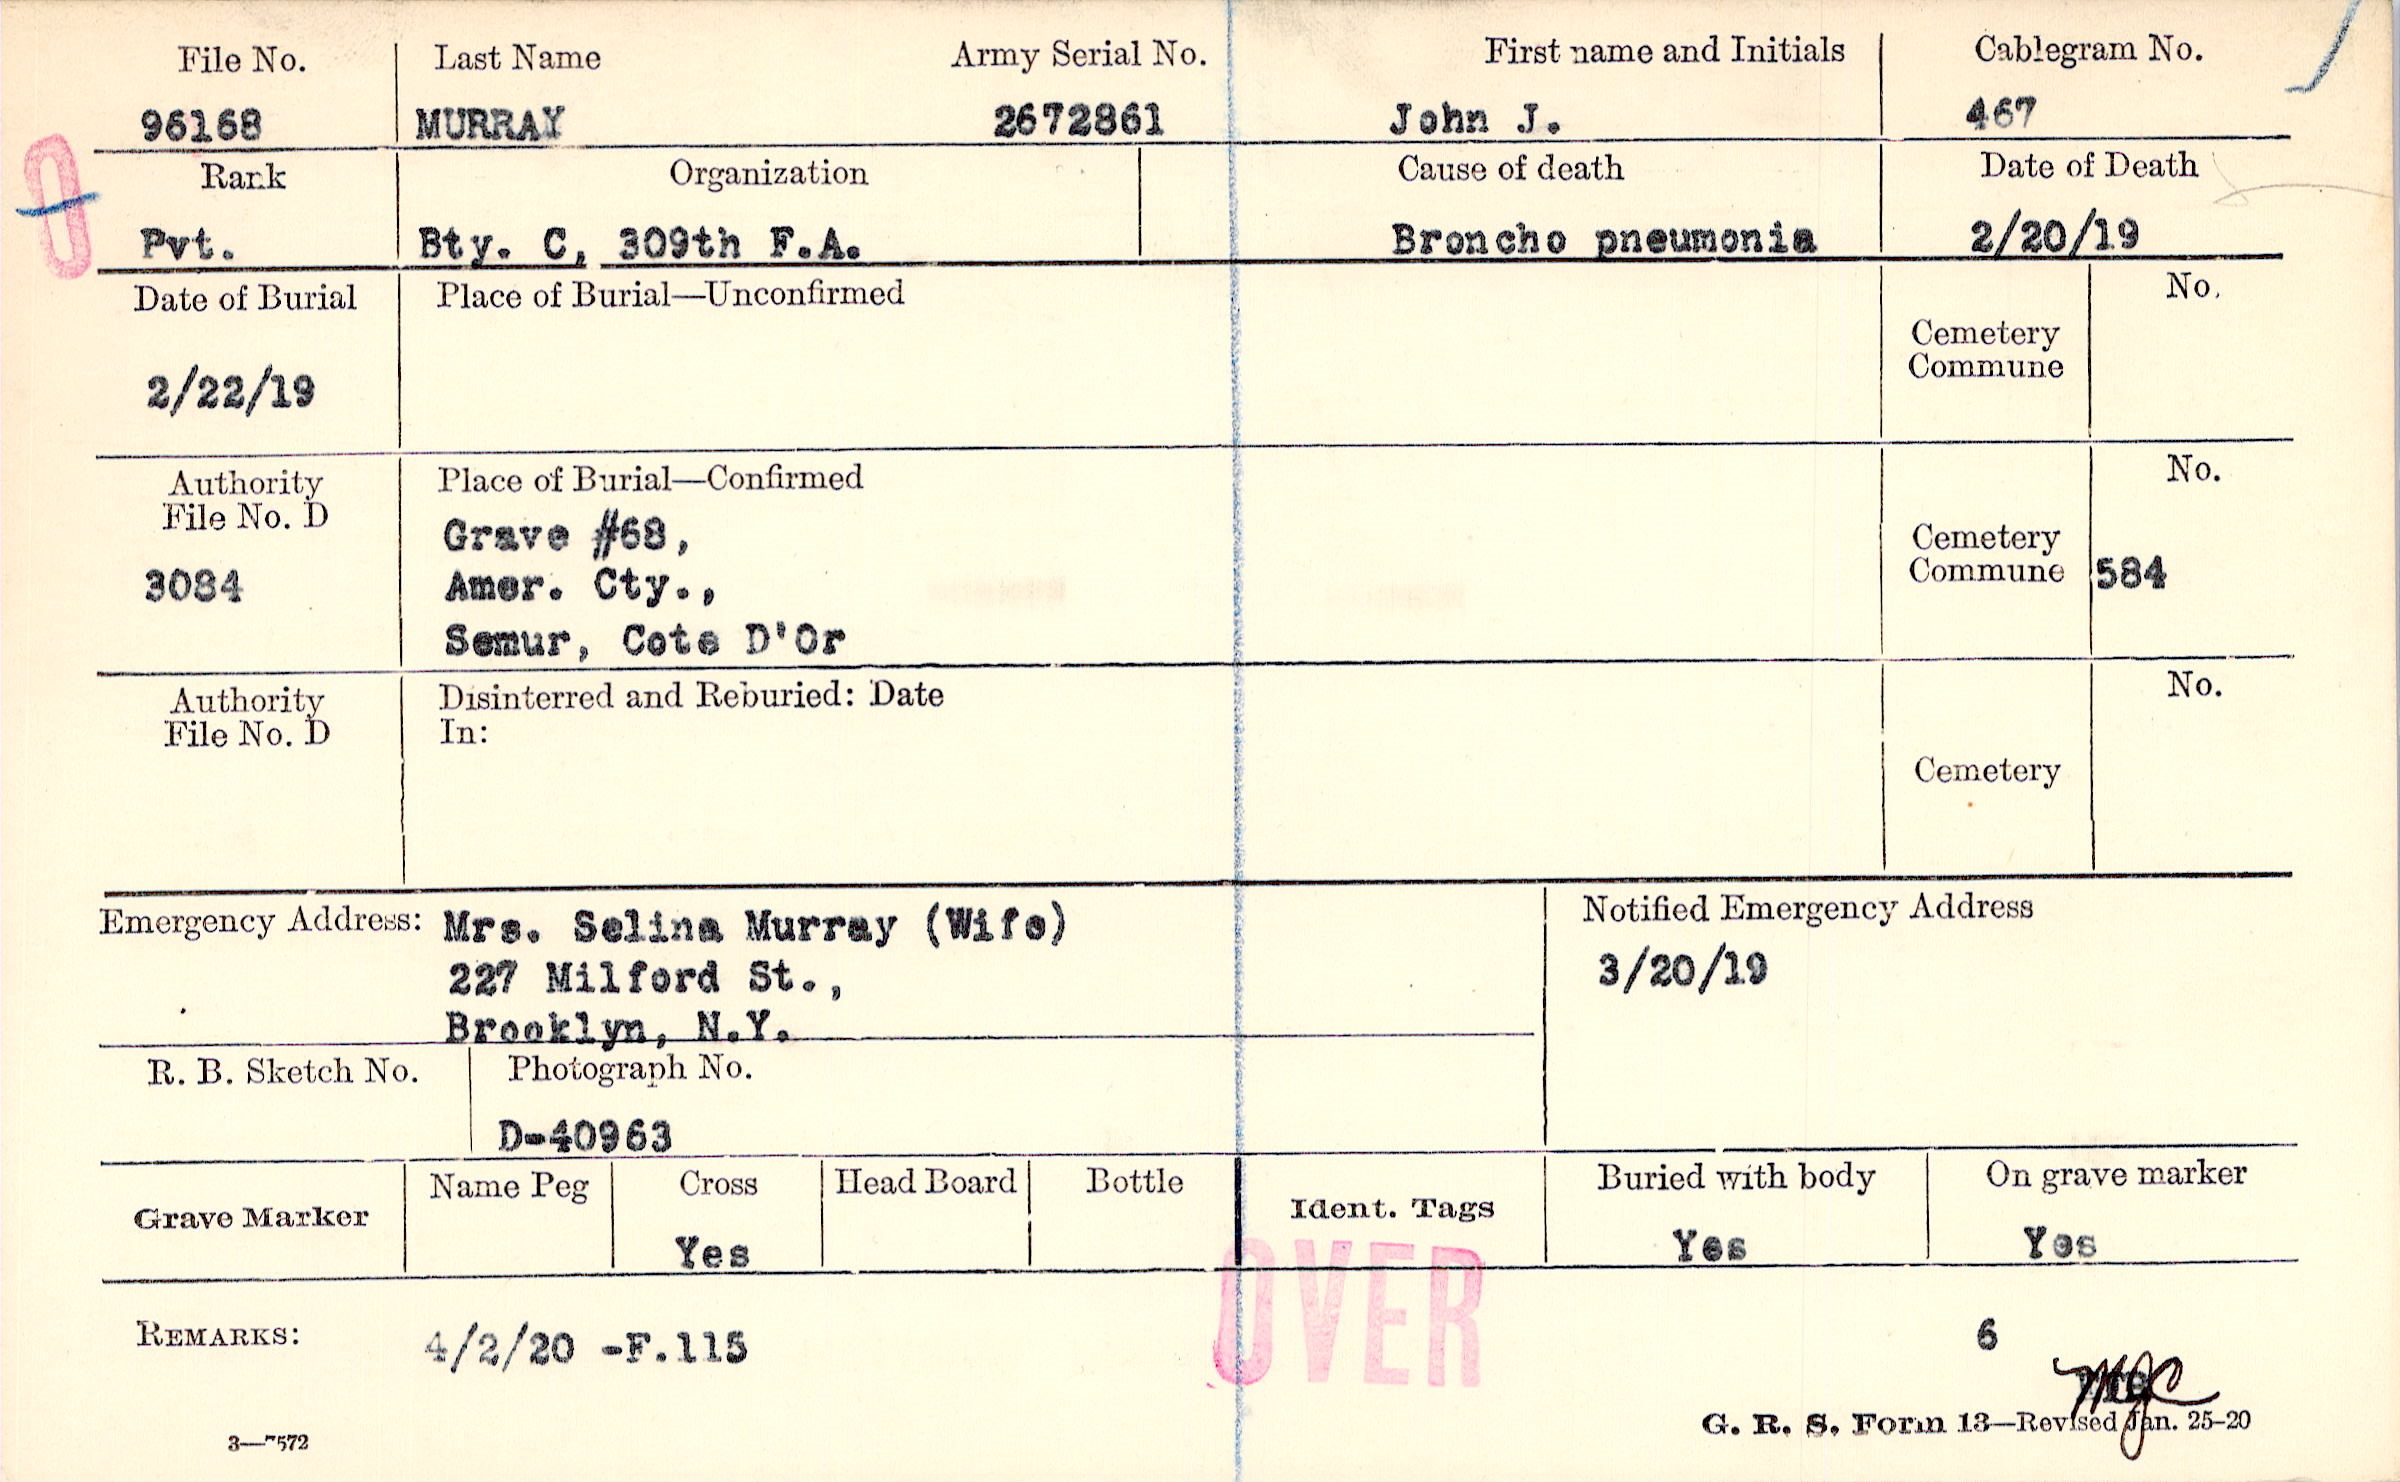 File No. Last Name Army Serial No. First name and Initials Cablegram No.
96168 MURRAY 2672861 John J. 467
Rank Organization Cause of death Date of Death
Pvt. Bty. C, 309th F.A. Broncho pneumonia 2/20/19
Date of Burial Place of Burial—Unconfirmed No.
Cemetery
Commune
2/22/19
Authority Place of Burial—Confirmed No.
File No. D
Grave #68,
Cemetery
3084 Amer. Cty., Commune 584
Semur, Cote D'Or
Authority Disinterred and Reburied: Date No.
File No. D In:
Cemetery
Emergency Address: Mrs. Selina Murray (Wife) Notified Emergency Address
227 Milford St., 3/20/19
Brooklyn, N.Y.
R. B. Sketch No. Photograph No.
D-40963
Grave Marker Name Peg Cross Head Board Bottle Ident. Tags Buried with body On grave marker
Yes Yes Yes
OVER
REMARKS: 4/2/20 -F.115 6
G. R. S. Form 13—Revised Jan. 25-20
3—7572